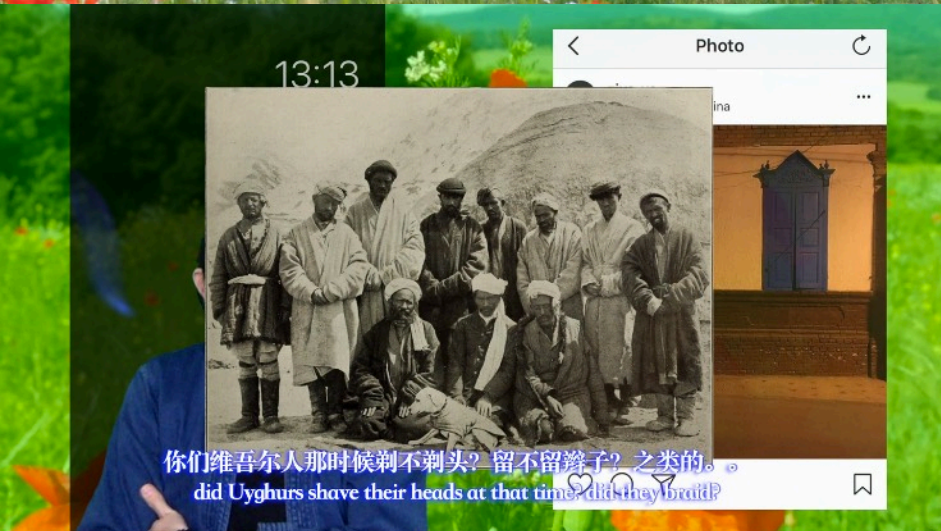 13:13
Photo
ina
你们维吾尔人那时候剃不剃头？留不留辫子？之类的。。
did Uyghurs shave their heads at that time? did they braid?